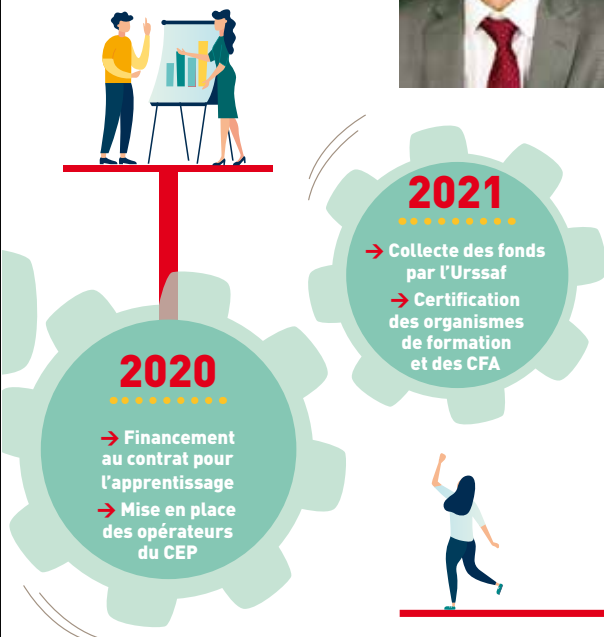 2020
→ Financement
au contrat pour
l’apprentissage
→ Mise en place
des opérateurs
du CEP
2021
→ Collecte des fonds
par l’Urssaf
→ Certification
des organismes
de formation
et des CFA